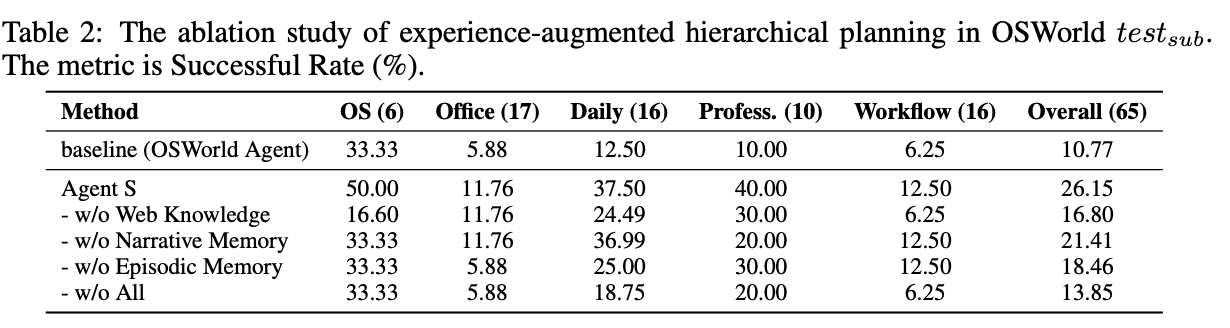 Table 2: The ablation study of experience-augmented hierarchical planning in OSWorld test_sub.
The metric is Successful Rate (%).
Method OS (6) Office (17) Daily (16) Profess. (10) Workflow (16) Overall (65)
baseline (OSWorld Agent) 33.33 5.88 12.50 10.00 6.25 10.77
Agent S 50.00 11.76 37.50 40.00 12.50 26.15
- w/o Web Knowledge 16.60 11.76 24.49 30.00 6.25 16.80
- w/o Narrative Memory 33.33 11.76 36.99 20.00 12.50 21.41
- w/o Episodic Memory 33.33 5.88 25.00 30.00 12.50 18.46
- w/o All 33.33 5.88 18.75 20.00 6.25 13.85